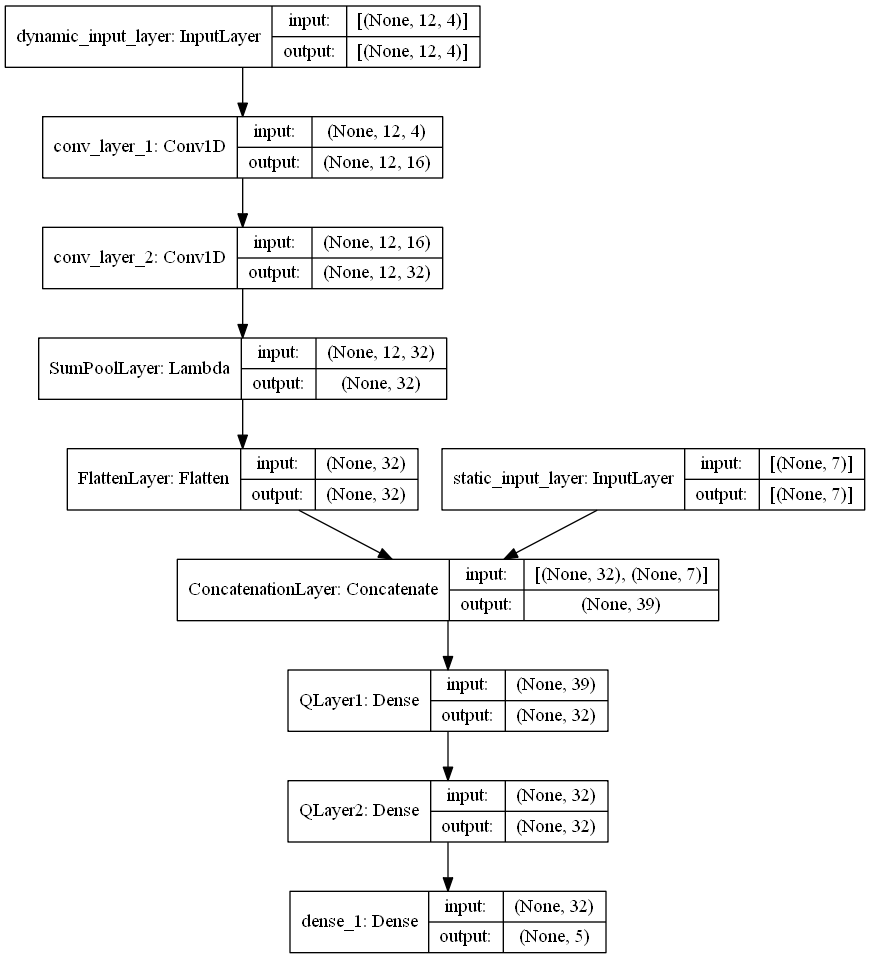 dynamic_input_layer: InputLayer
input:
[(None, 12, 4)]
output:
[(None, 12, 4)]
conv_layer_1: Conv1D
input:
(None, 12, 4)
output:
(None, 12, 16)
conv_layer_2: Conv1D
input:
(None, 12, 16)
output:
(None, 12, 32)
SumPoolLayer: Lambda
input:
(None, 12, 32)
output:
(None, 32)
FlattenLayer: Flatten
input:
(None, 32)
output:
(None, 32)
static_input_layer: InputLayer
input:
[(None, 7)]
output:
[(None, 7)]
ConcatenationLayer: Concatenate
input:
[(None, 32), (None, 7)]
output:
(None, 39)
QLayer1: Dense
input:
(None, 39)
output:
(None, 32)
QLayer2: Dense
input:
(None, 32)
output:
(None, 32)
dense_1: Dense
input:
(None, 32)
output:
(None, 5)